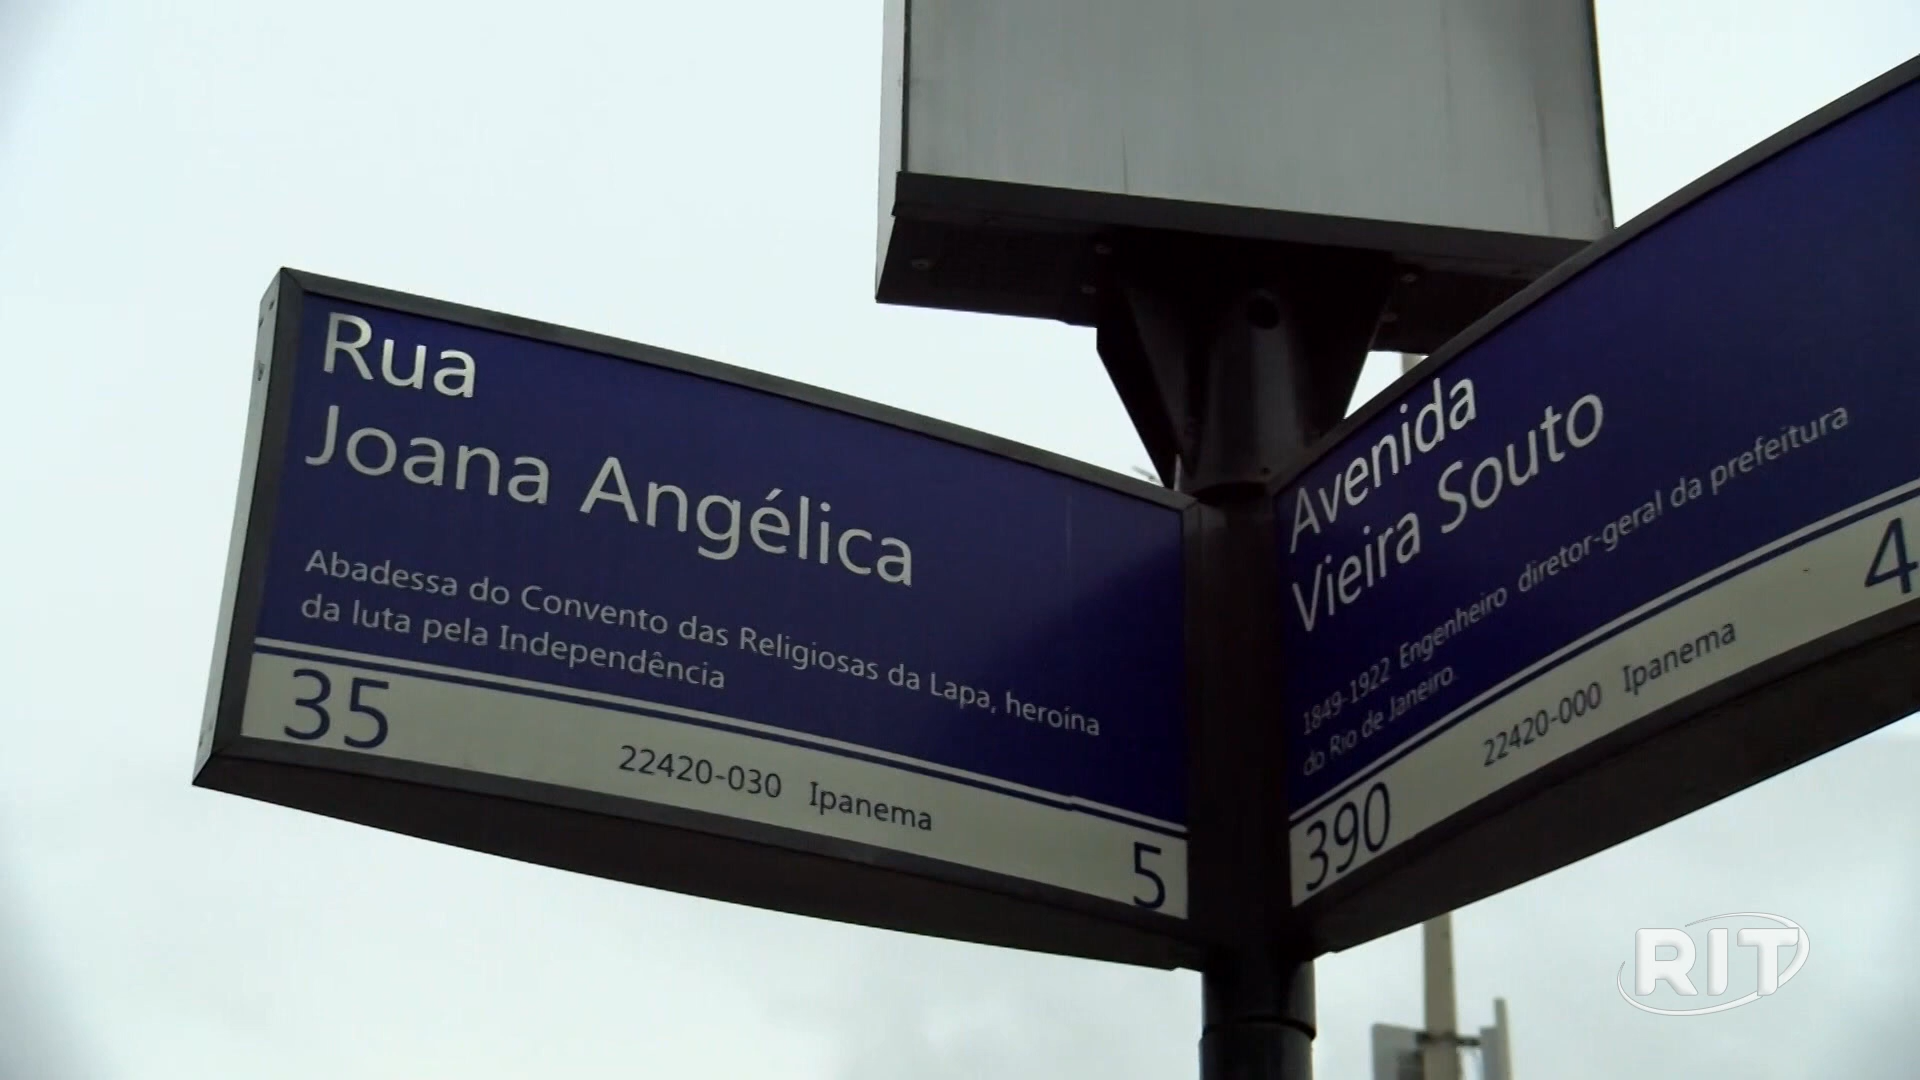 Rua
Joana Angélica
Abadessa do Convento das Religiosas da Lapa, heroína
da luta pela Independência
35
22420-030 Ipanema
5
Avenida
Vieira Souto
1849-1922 Engenheiro diretor-geral da prefeitura
do Rio de Janeiro.
390
22420-000 Ipanema
4
RIT